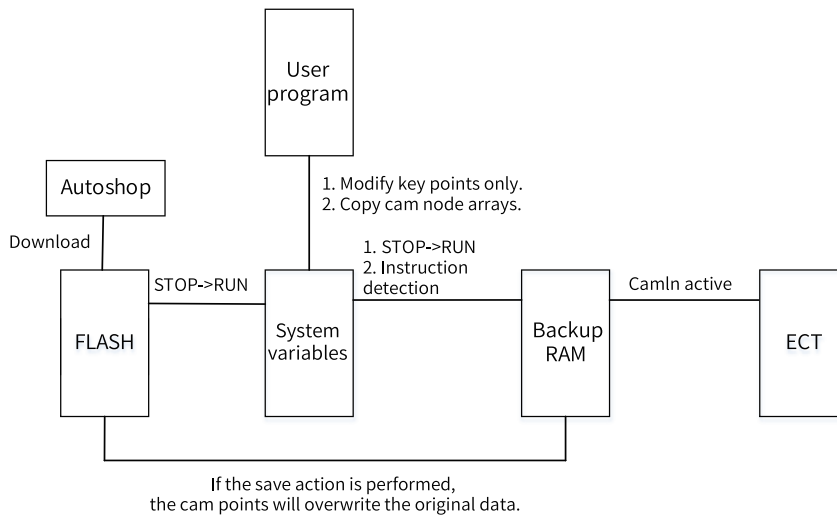 User
program
Autoshop
1. Modify key points only.
2. Copy cam node arrays.
Download
1. STOP->RUN
2. Instruction
detection
STOP->RUN
Camln active
FLASH
System
variables
Backup
RAM
ECT
If the save action is performed,
the cam points will overwrite the original data.